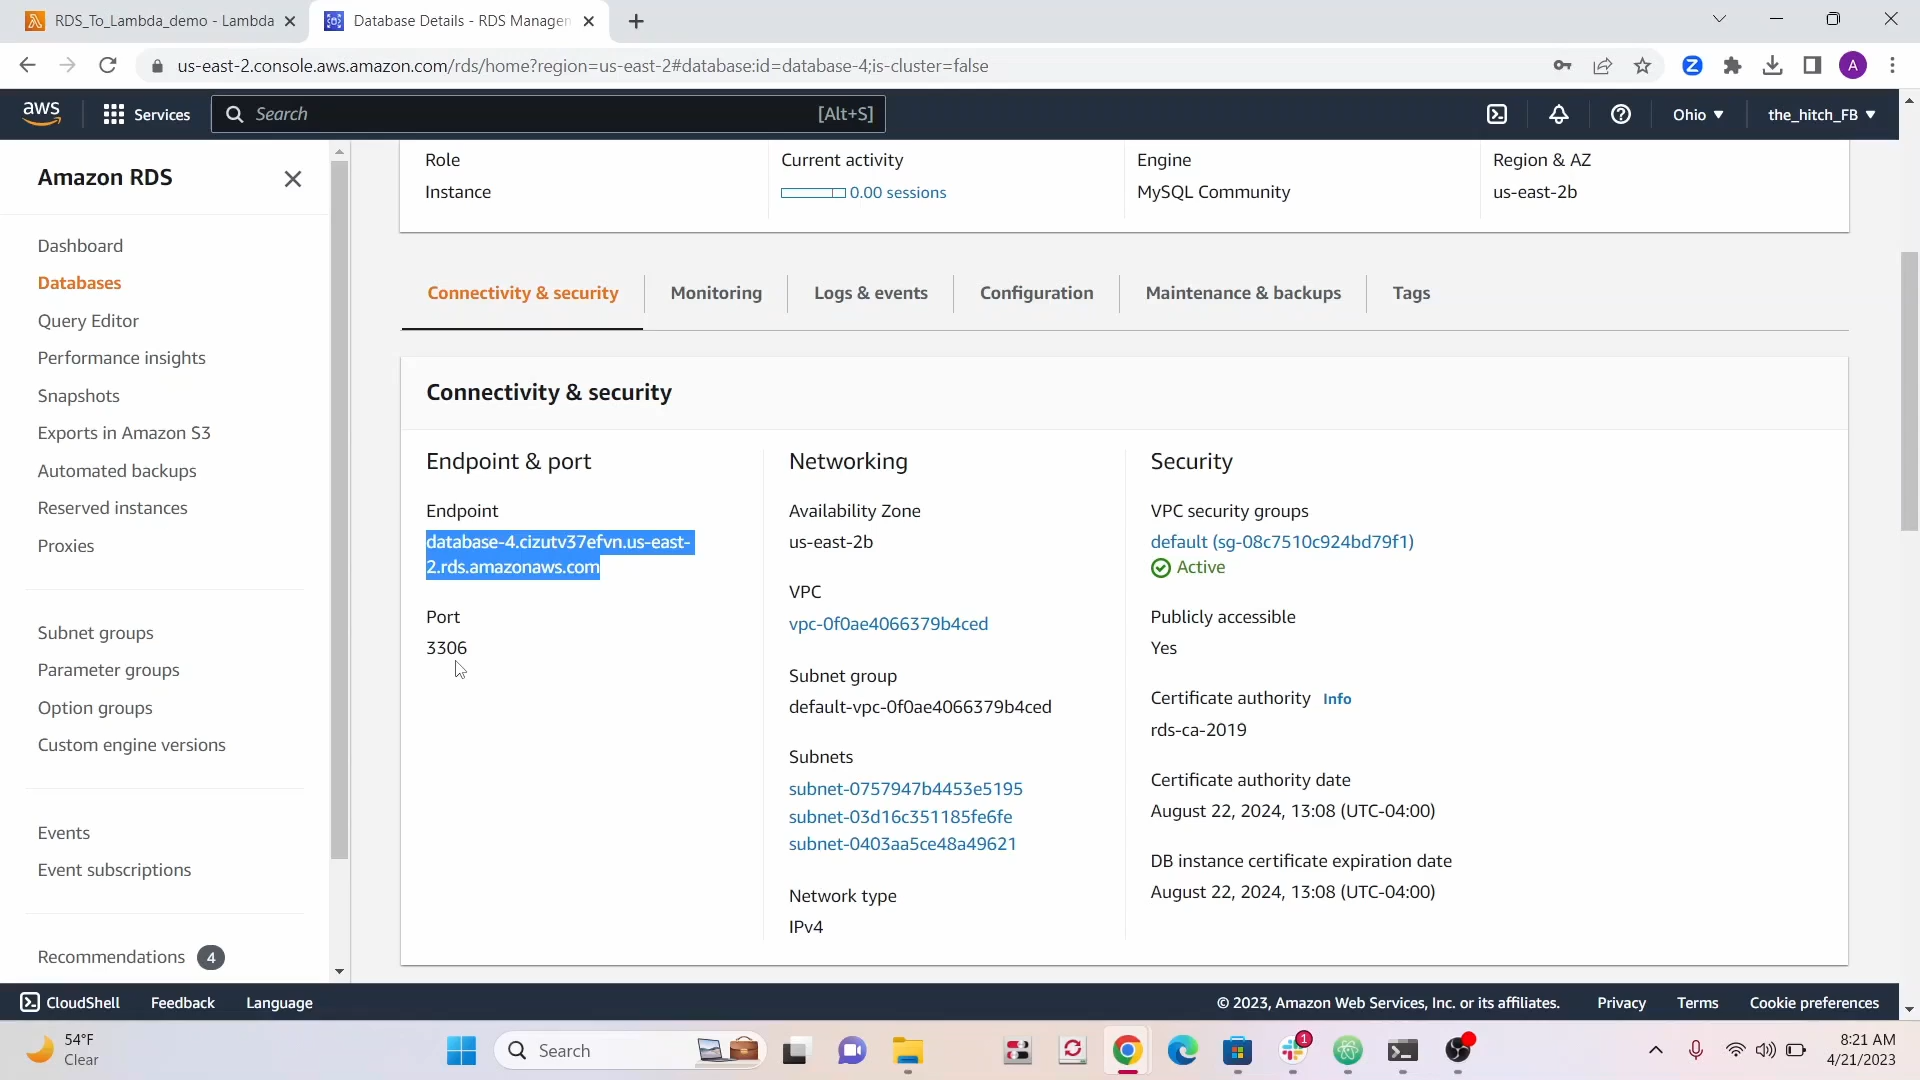 RDS_To_Lambda_demo - Lambda
Database Details - RDS Managem
us-east-2.console.aws.amazon.com/rds/home?region=us-east-2#database:id=database-4;is-cluster=false
A
aws
Services
Search
[Alt+S]
Ohio
the_hitch_FB
Amazon RDS
Dashboard
Databases
Query Editor
Performance insights
Snapshots
Exports in Amazon S3
Automated backups
Reserved instances
Proxies
Subnet groups
Parameter groups
Option groups
Custom engine versions
Events
Event subscriptions
Recommendations 4
Role
Instance
Current activity
0.00 sessions
Engine
MySQL Community
Region & AZ
us-east-2b
Connectivity & security
Monitoring
Logs & events
Configuration
Maintenance & backups
Tags
Connectivity & security
Endpoint & port
Endpoint
database-4.cizutv37efvn.us-east-
2.rds.amazonaws.com
Port
3306
Networking
Availability Zone
us-east-2b
VPC
vpc-0f0ae4066379b4ced
Subnet group
default-vpc-0f0ae4066379b4ced
Subnets
subnet-0757947b4453e5195
subnet-03d16c351185fe6fe
subnet-0403aa5ce48a49621
Network type
IPv4
Security
VPC security groups
default (sg-08c7510c924bd79f1)
Active
Publicly accessible
Yes
Certificate authority Info
rds-ca-2019
Certificate authority date
August 22, 2024, 13:08 (UTC-04:00)
DB instance certificate expiration date
August 22, 2024, 13:08 (UTC-04:00)
CloudShell
Feedback
Language
© 2023, Amazon Web Services, Inc. or its affiliates.
Privacy
Terms
Cookie preferences
54°F
Clear
Search
1
8:21 AM
4/21/2023